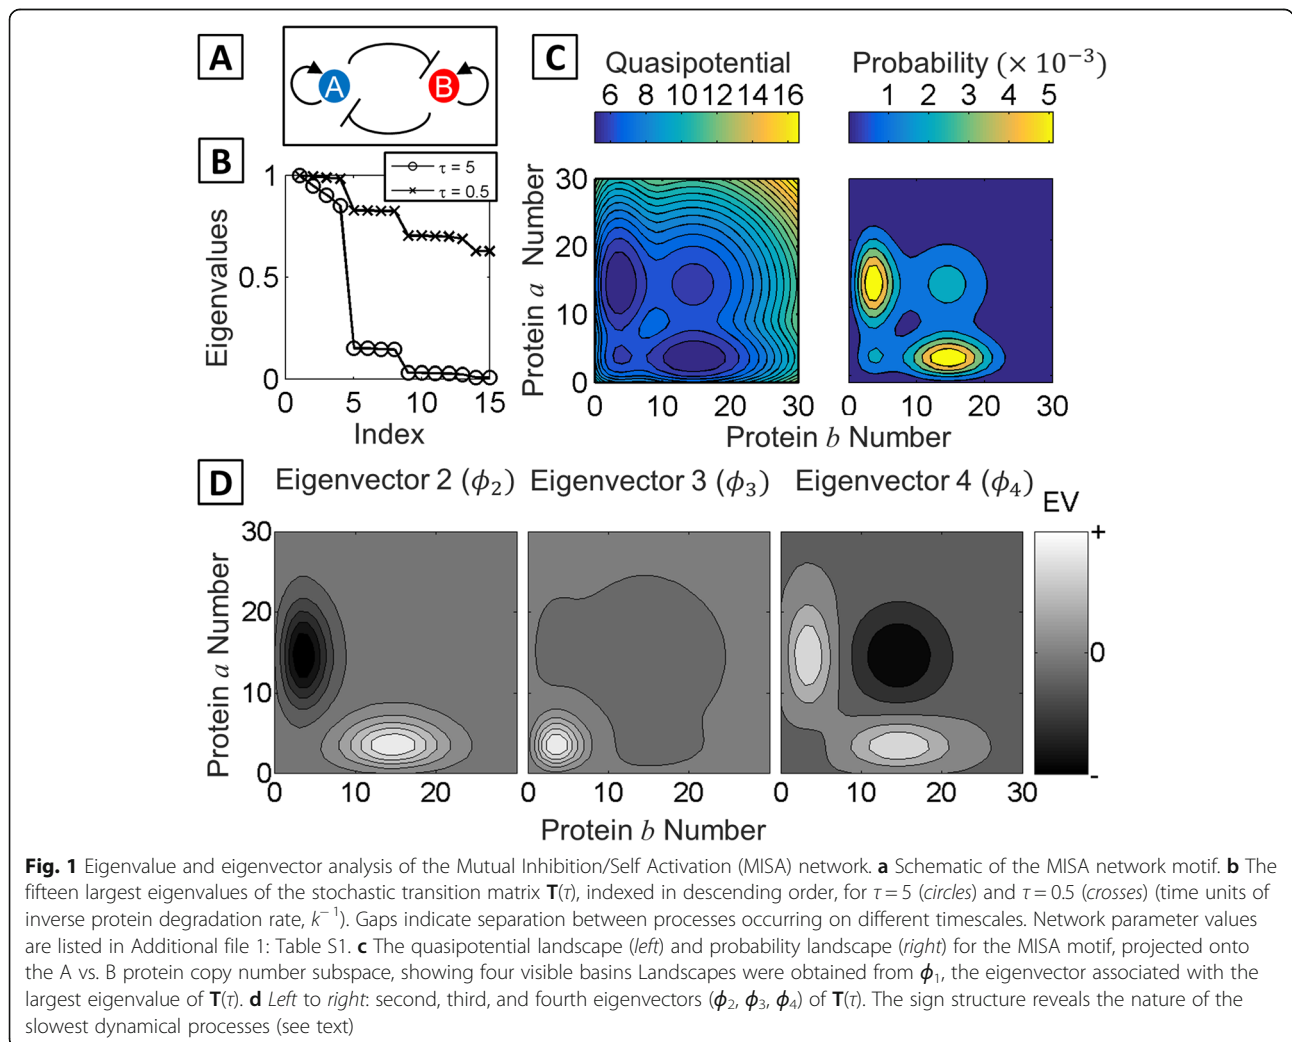 A
A
B
B
τ = 5
τ = 0.5
1
0.5
0
Eigenvalues
0 5 10 15
Index
C
Quasipotential
6 8 10 12 14 16
Probability (× 10⁻³)
1 2 3 4 5
30
20
10
0
Protein a Number
0 10 20 30
0 10 20 30
Protein b Number
D
Eigenvector 2 (ϕ₂) Eigenvector 3 (ϕ₃) Eigenvector 4 (ϕ₄)
EV
+
0
-
30
20
10
0
Protein a Number
0 10 20
0 10 20
0 10 20 30
Protein b Number
Fig. 1 Eigenvalue and eigenvector analysis of the Mutual Inhibition/Self Activation (MISA) network. a Schematic of the MISA network motif. b The
fifteen largest eigenvalues of the stochastic transition matrix T(τ), indexed in descending order, for τ = 5 (circles) and τ = 0.5 (crosses) (time units of
inverse protein degradation rate, k⁻¹). Gaps indicate separation between processes occurring on different timescales. Network parameter values
are listed in Additional file 1: Table S1. c The quasipotential landscape (left) and probability landscape (right) for the MISA motif, projected onto
the A vs. B protein copy number subspace, showing four visible basins Landscapes were obtained from ϕ₁, the eigenvector associated with the
largest eigenvalue of T(τ). d Left to right: second, third, and fourth eigenvectors (ϕ₂, ϕ₃, ϕ₄) of T(τ). The sign structure reveals the nature of the
slowest dynamical processes (see text)